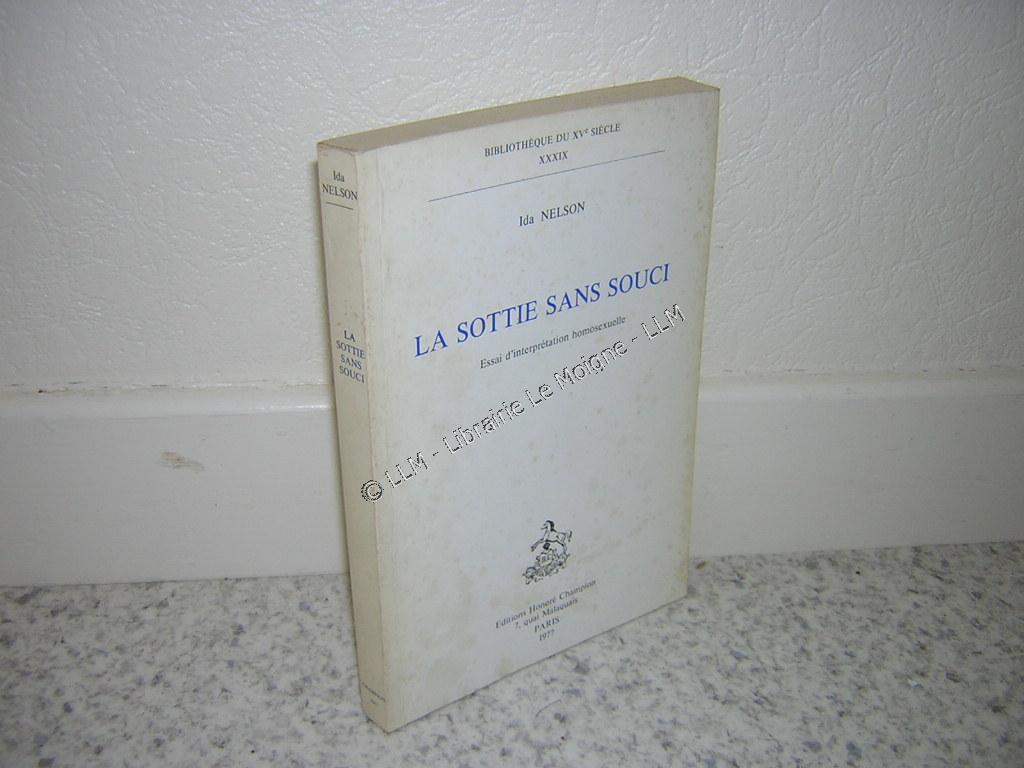 BIBLIOTHÈQUE DU XVe SIÈCLE
XXXIX
Ida NELSON
LA SOTTIE SANS SOUCI
Essai d'interprétation homosexuelle
Editions Honoré Champion
7, quai Malaquais
PARIS
1977
Ida
NELSON
LA
SOTTIE
SANS
SOUCI
© LLM - Librairie Le Moigne - LLM